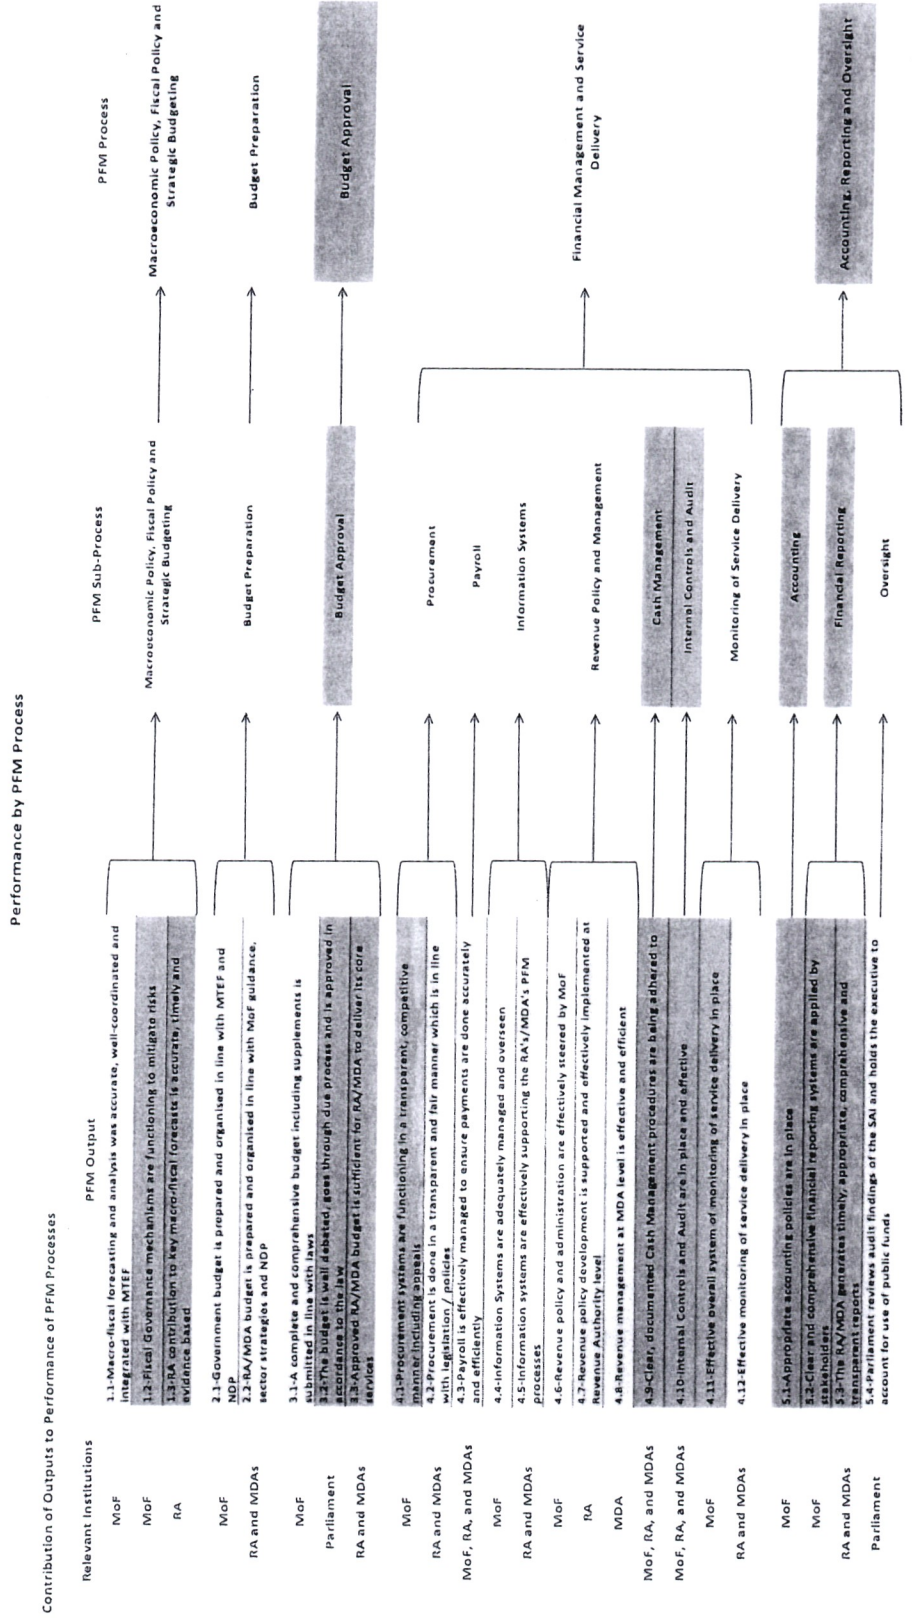 Performance by PFM Process
Contribution of Outputs to Performance of PFM Processes
Relevant Institutions
PFM Output
PFM Sub-Process
PFM Process
MoF
1.1-Macro-fiscal forecasting and analysis was accurate, well-coordinated and
integrated with MTEF
MoF
1.2-Fiscal Governance mechanisms are functioning to mitigate risks
RA
1.3-RA contribution to key macro-fiscal forecasts is accurate, timely and
evidence based
Macroeconomic Policy, Fiscal Policy and
Strategic Budgeting
Macroeconomic Policy, Fiscal Policy and
Strategic Budgeting
MoF
2.1-Government budget is prepared and organised in line with MTEF and
NDP
RA and MDAs
2.2-RA/MDA budget is prepared and organised in line with MoF guidance,
sector strategies and NDP
Budget Preparation
Budget Preparation
MoF
3.1-A complete and comprehensive budget including supplements is
submitted in line with laws
Parliament
3.2-The budget is well debated, goes through due process and is approved in
accordance to the law
RA and MDAs
3.3-Approved RA/MDA budget is sufficient for RA/MDA to deliver its core
services
Budget Approval
Budget Approval
MoF
4.1-Procurement systems are functioning in a transparent, competitive
manner including appeals
RA and MDAs
4.2-Procurement is done in a transparent and fair manner which is in line
with legislation / policies
Procurement
MoF, RA, and MDAs
4.3-Payroll is effectively managed to ensure payments are done accurately
and efficiently
Payroll
MoF
4.4-Information Systems are adequately managed and overseen
RA and MDAs
4.5-Information systems are effectively supporting the RA's/MDA's PFM
processes
Information Systems
MoF
4.6-Revenue policy and administration are effectively steered by MoF
RA
4.7-Revenue policy development is supported and effectively implemented at
Revenue Authority level
MDA
4.8-Revenue management at MDA level is effective and efficient
Revenue Policy and Management
MoF, RA, and MDAs
4.9-Clear, documented Cash Management procedures are being adhered to
Cash Management
MoF, RA, and MDAs
4.10-Internal Controls and Audit are in place and effective
Internal Controls and Audit
MoF
4.11-Effective overall system of monitoring of service delivery in place
RA and MDAs
4.12-Effective monitoring of service delivery in place
Monitoring of Service Delivery
Financial Management and Service
Delivery
MoF
5.1-Appropriate accounting policies are in place
Accounting
MoF
5.2-Clear and comprehensive financial reporting systems are applied by
stakeholders
RA and MDAs
5.3-The RA/MDA generates timely, appropriate, comprehensive and
transparent reports
Financial Reporting
Parliament
5.4-Parliament reviews audit findings of the SAI and holds the executive to
account for use of public funds
Oversight
Accounting, Reporting and Oversight